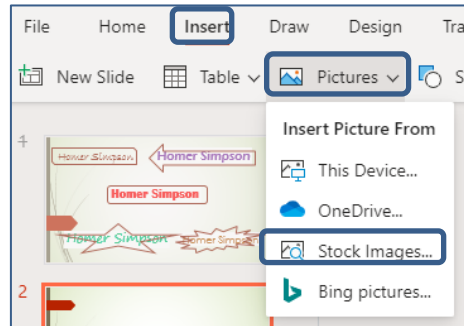 File Home Insert Draw Design Tra
New Slide Table Pictures S
Insert Picture From
This Device...
OneDrive...
Stock Images...
Bing pictures...
1
Homer Simpson
Homer Simpson
Homer Simpson
Homer Simpson
Homer Simpson
2